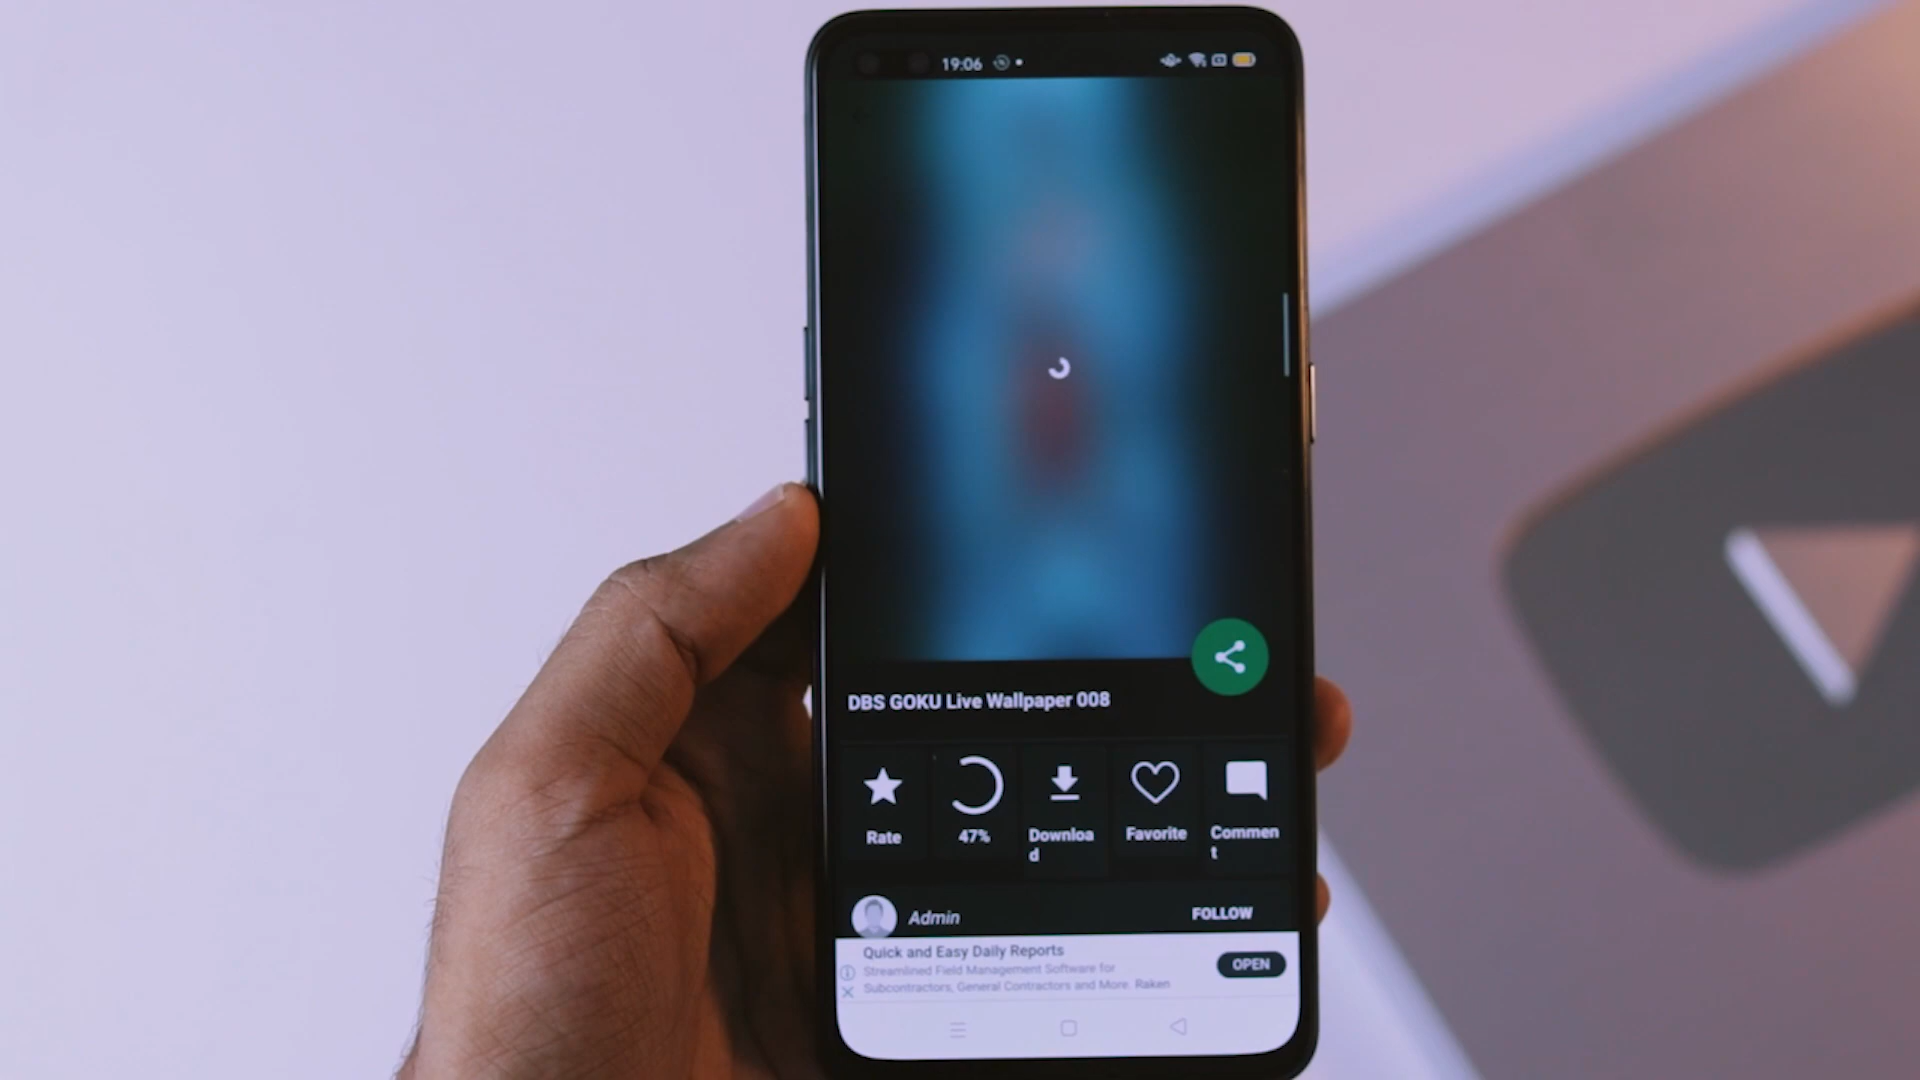 19:06
DBS GOKU Live Wallpaper 008
Rate
47%
Downloa
d
Favorite
Commen
t
Admin
FOLLOW
Quick and Easy Daily Reports
Streamlined Field Management Software for
Subcontractors, General Contractors and More. Raken
OPEN